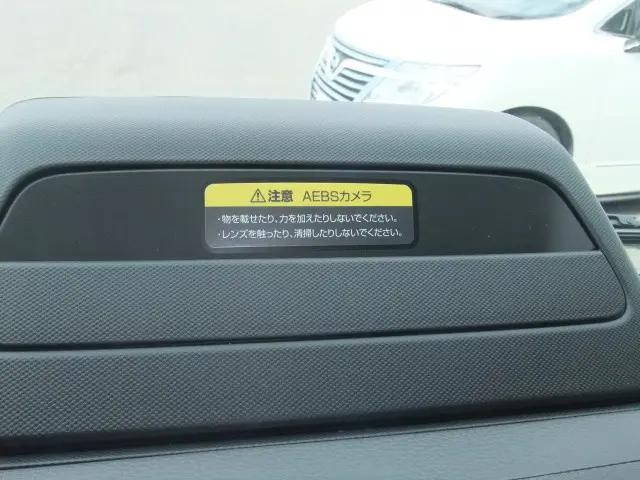 ⚠注意 AEBSカメラ
・物を載せたり、力を加えたりしないでください。
・レンズを触ったり、清掃したりしないでください。